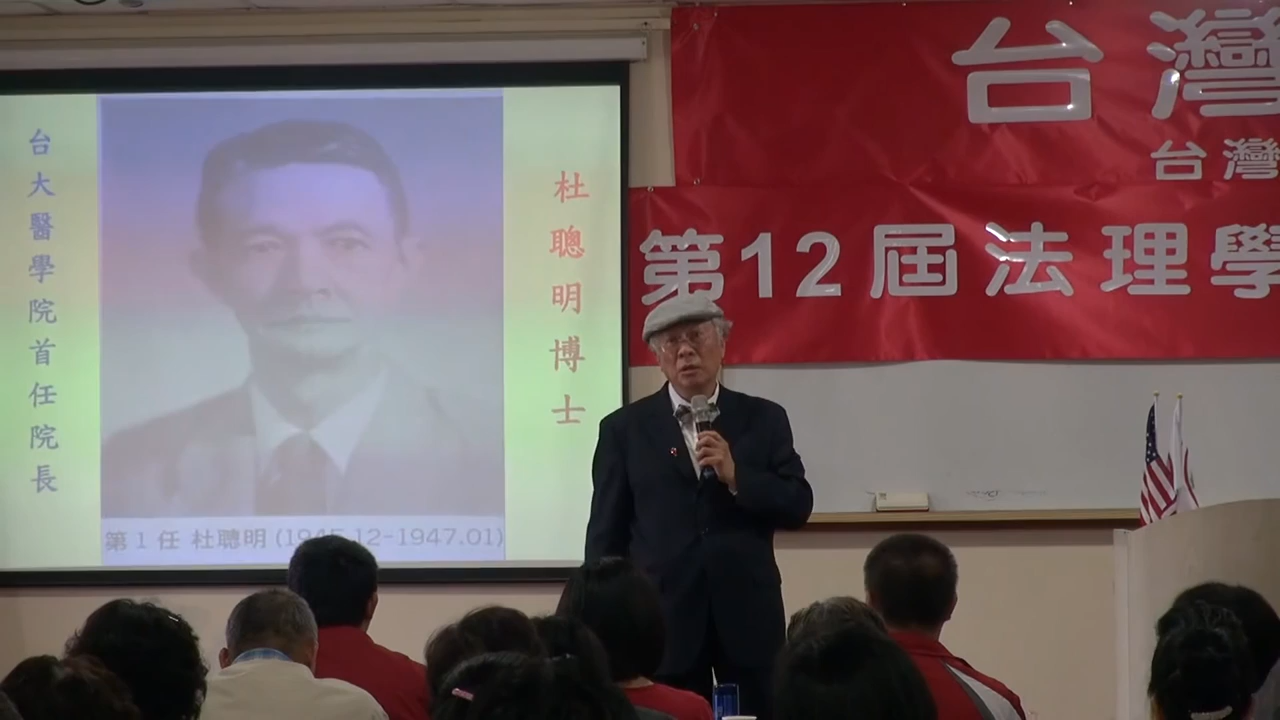 台大醫學院首任院長
杜聰明博士
第 1 任 杜聰明 (1945.12-1947.01)
台灣
台灣
第12屆法理學